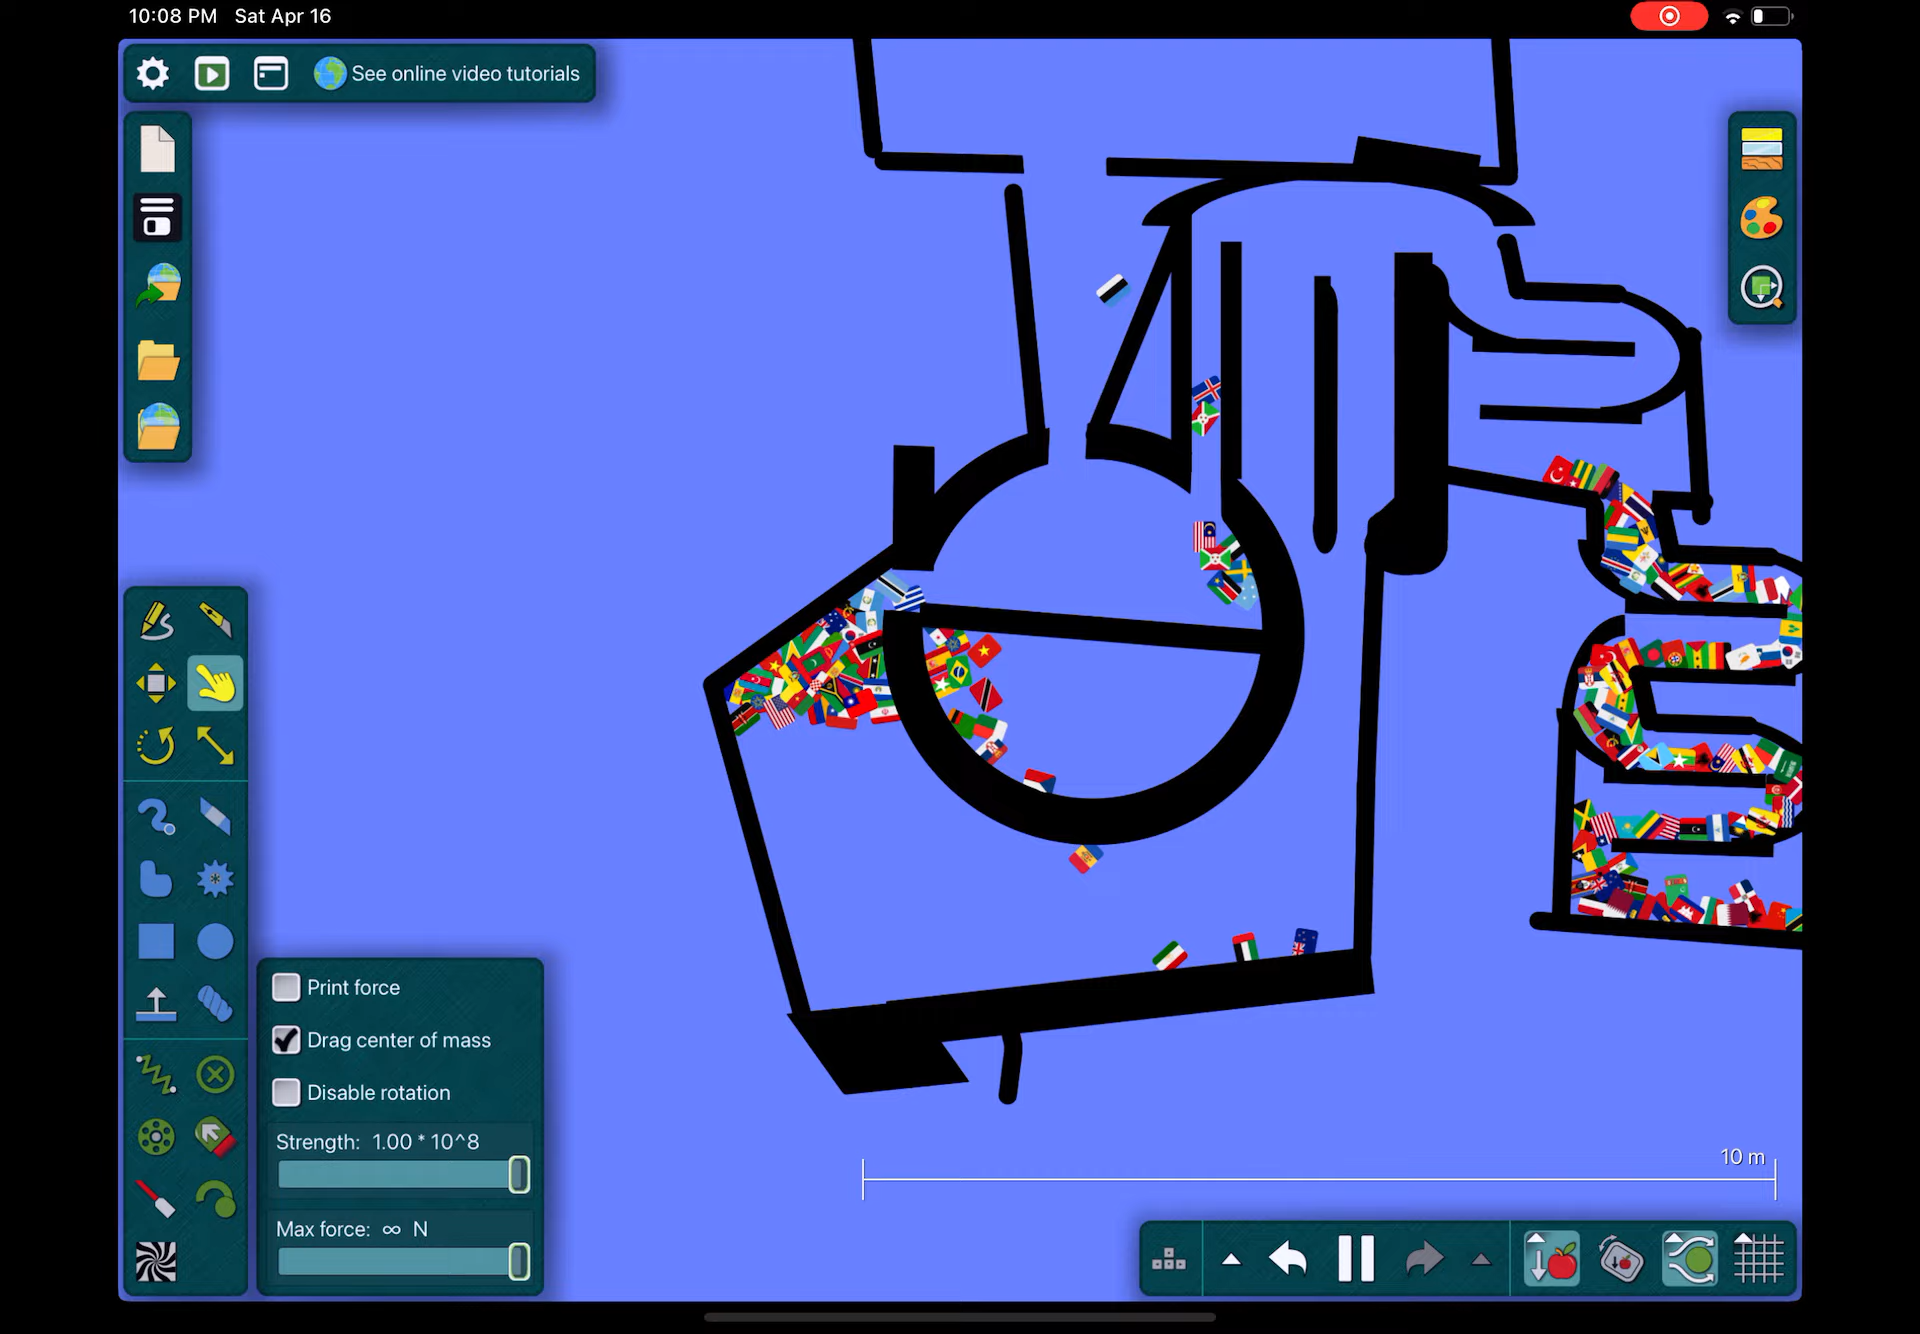 10:08 PM Sat Apr 16
See online video tutorials
Print force
Drag center of mass
Disable rotation
Strength: 1.00 * 10^8
Max force: ∞ N
10 m